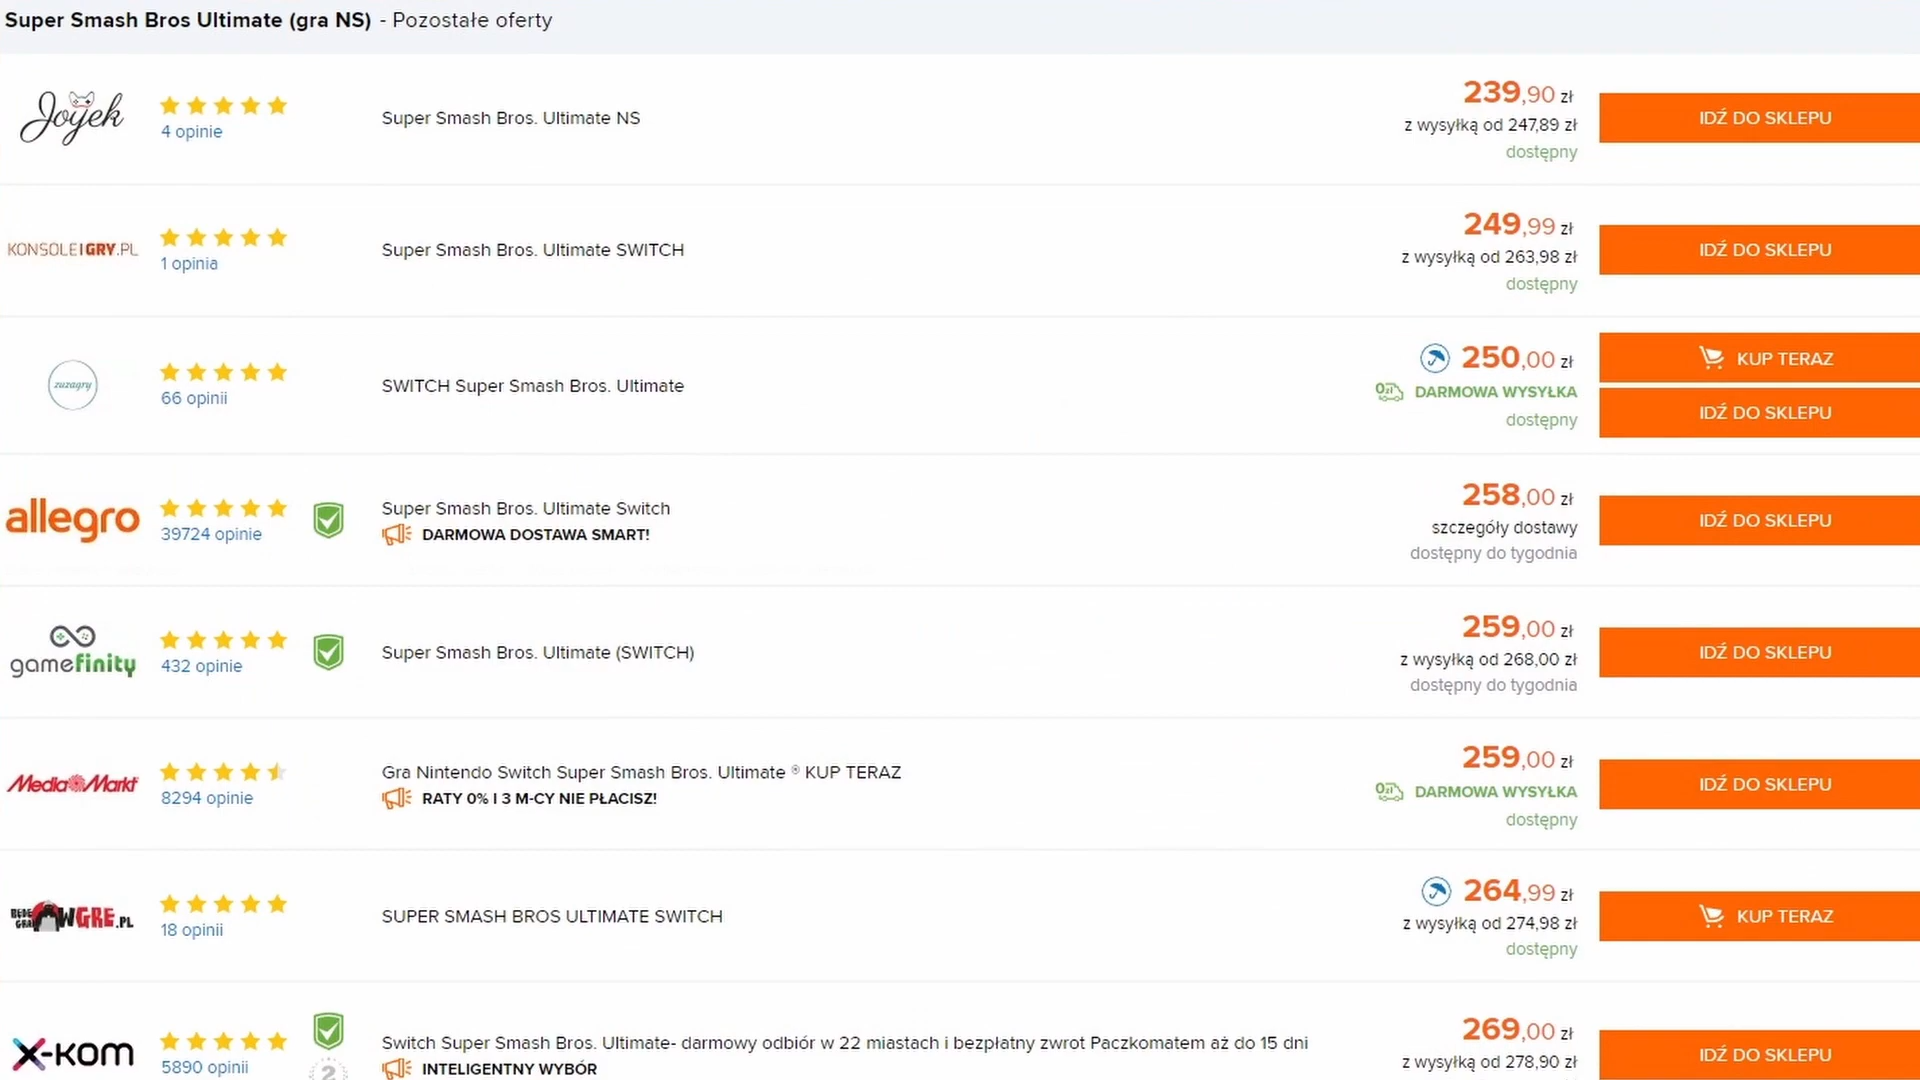 Super Smash Bros Ultimate (gra NS) - Pozostałe oferty
Joyek
4 opinie
Super Smash Bros. Ultimate NS
239,90 zł
z wysyłką od 247,89 zł
dostępny
IDŹ DO SKLEPU
KONSOLEIGRY.PL
1 opinia
Super Smash Bros. Ultimate SWITCH
249,99 zł
z wysyłką od 263,98 zł
dostępny
IDŹ DO SKLEPU
zuzagry
66 opinii
SWITCH Super Smash Bros. Ultimate
250,00 zł
0zł DARMOWA WYSYŁKA
dostępny
KUP TERAZ
IDŹ DO SKLEPU
allegro
39724 opinie
Super Smash Bros. Ultimate Switch
DARMOWA DOSTAWA SMART!
258,00 zł
szczegóły dostawy
dostępny do tygodnia
IDŹ DO SKLEPU
gamefinity
432 opinie
Super Smash Bros. Ultimate (SWITCH)
259,00 zł
z wysyłką od 268,00 zł
dostępny do tygodnia
IDŹ DO SKLEPU
Media Markt
8294 opinie
Gra Nintendo Switch Super Smash Bros. Ultimate ® KUP TERAZ
RATY 0% I 3 M-CY NIE PŁACISZ!
259,00 zł
0zł DARMOWA WYSYŁKA
dostępny
IDŹ DO SKLEPU
BEDE GRAŁ WGRE.PL
18 opinii
SUPER SMASH BROS ULTIMATE SWITCH
264,99 zł
z wysyłką od 274,98 zł
dostępny
KUP TERAZ
x-kom
5890 opinii
2
Switch Super Smash Bros. Ultimate- darmowy odbiór w 22 miastach i bezpłatny zwrot Paczkomatem aż do 15 dni
INTELIGENTNY WYBÓR
269,00 zł
z wysyłką od 278,90 zł
IDŹ DO SKLEPU